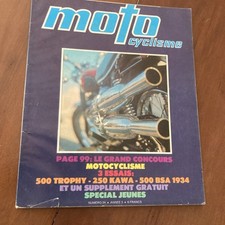 moto
cyclisme
PAGE 99: LE GRAND CONCOURS
MOTOCYCLISME
3 ESSAIS:
500 TROPHY - 250 KAWA - 500 BSA 1934
ET UN SUPPLEMENT GRATUIT
SPECIAL JEUNES